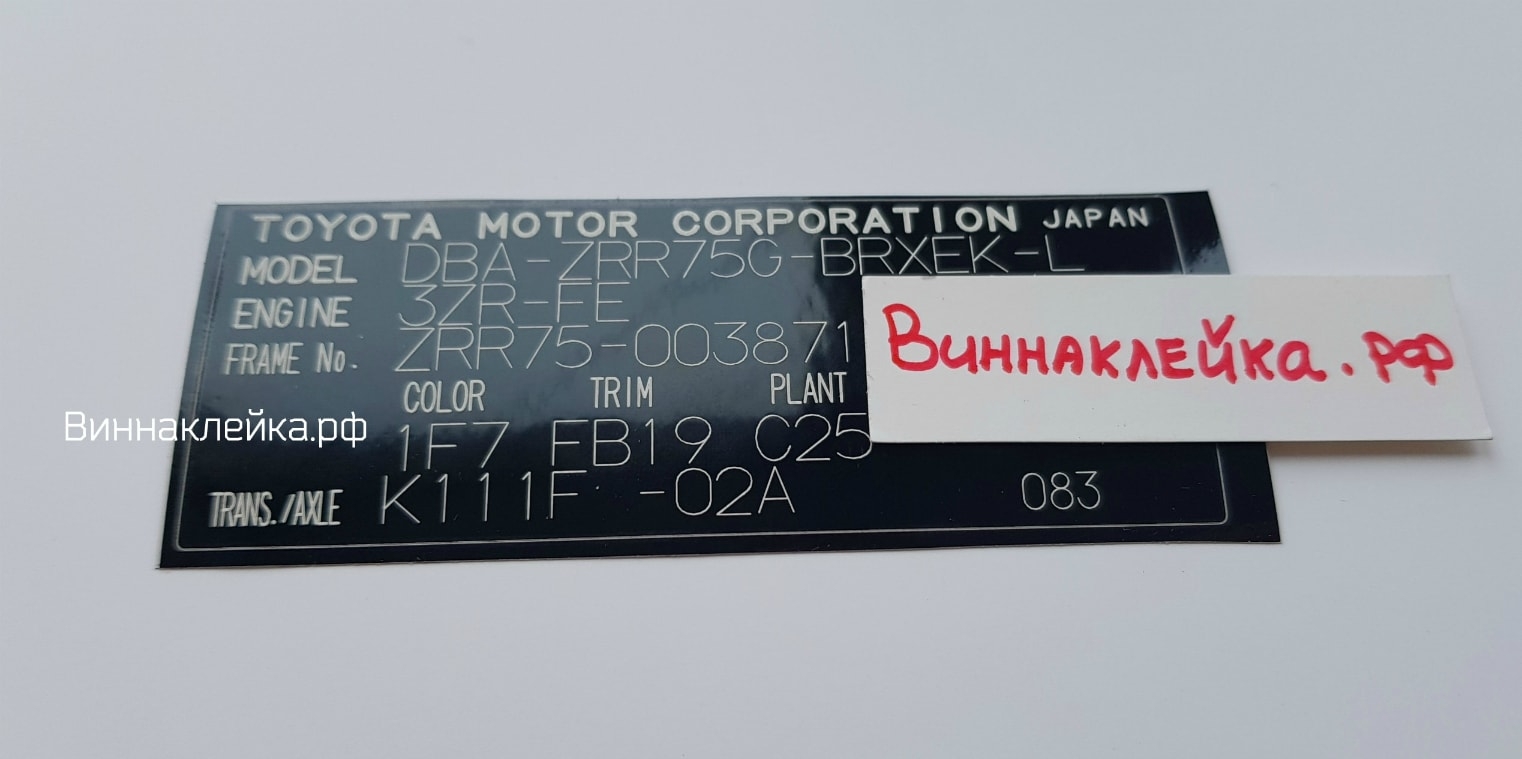 TOYOTA MOTOR CORPORATION JAPAN
MODEL DBA-ZRR75G-BRXEK-L
ENGINE 3ZR-FE
FRAME No. ZRR75-003871
COLOR TRIM PLANT
1F7 FB19 C25
TRANS./AXLE K111F -02A 083
Виннаклейка.рф
Виннаклейка.рф